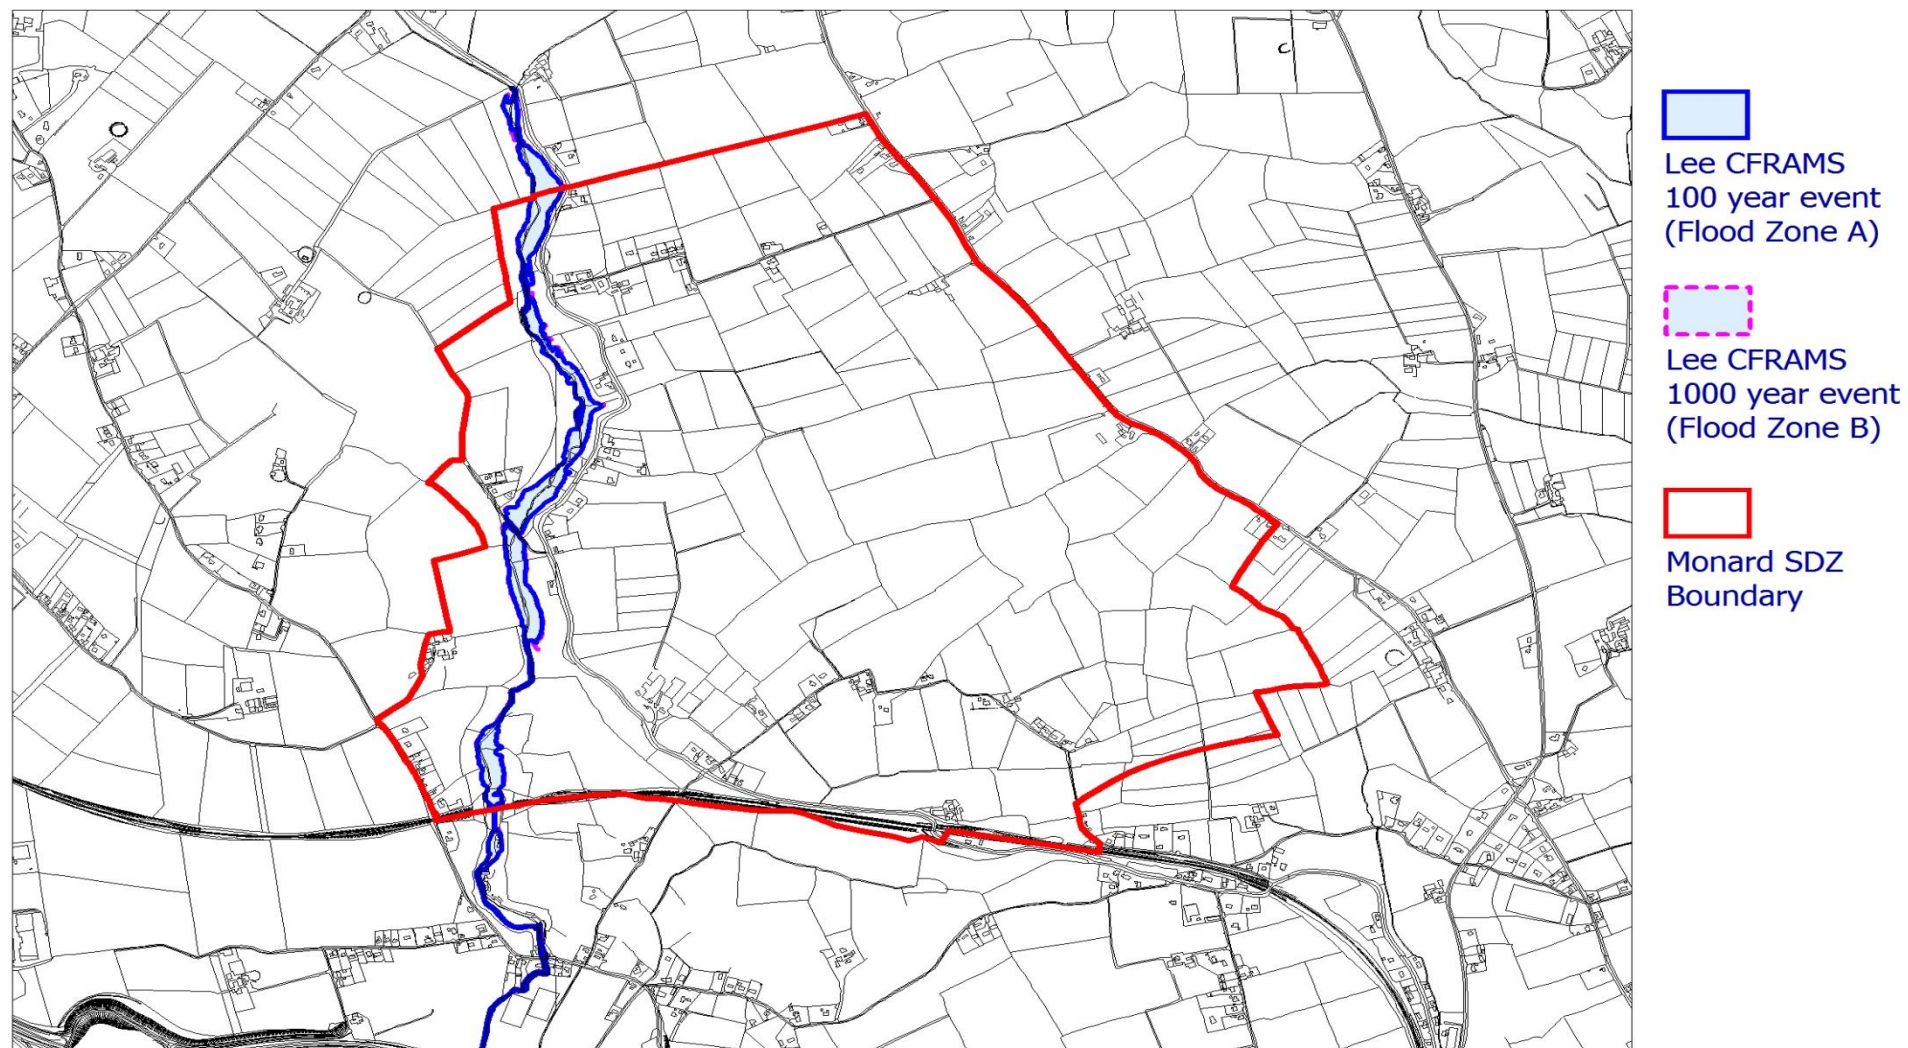 Lee CFRAMS
100 year event
(Flood Zone A)
Lee CFRAMS
1000 year event
(Flood Zone B)
Monard SDZ
Boundary